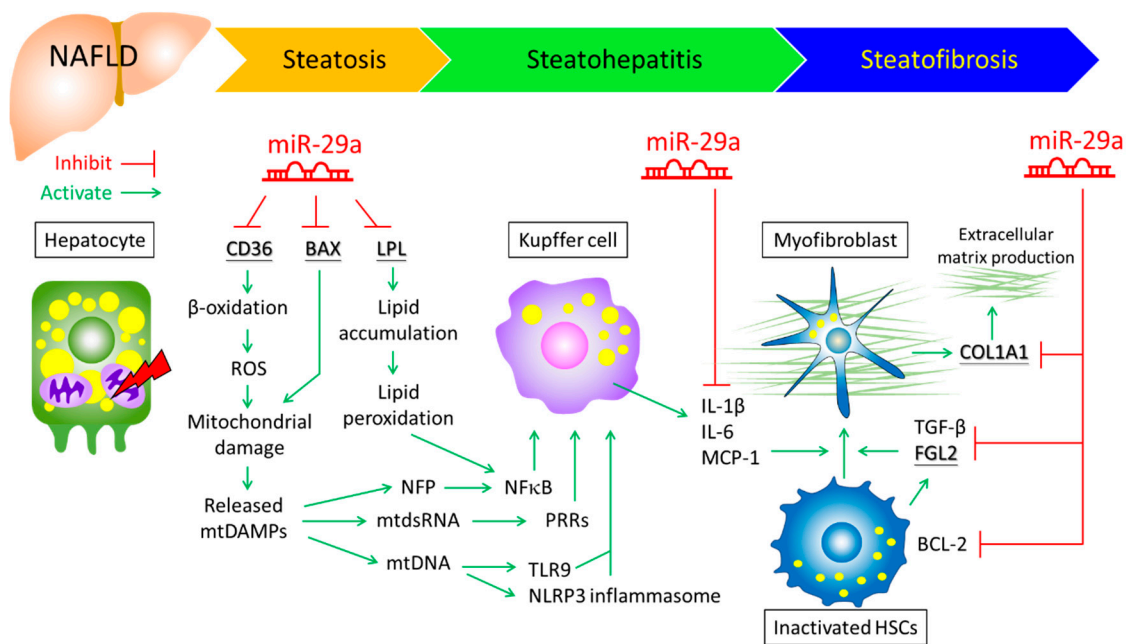 NAFLD
Steatosis
Steatohepatitis
Steatofibrosis
Inhibit
Activate
miR-29a
miR-29a
miR-29a
Hepatocyte
CD36
BAX
LPL
Kupffer cell
Myofibroblast
Extracellular
matrix production
β-oxidation
Lipid
accumulation
ROS
COL1A1
Lipid
peroxidation
Mitochondrial
damage
IL-1β
IL-6
MCP-1
TGF-β
FGL2
Released
mtDAMPs
NFP
NFκB
mtdsRNA
PRRs
mtDNA
TLR9
NLRP3 inflammasome
BCL-2
Inactivated HSCs